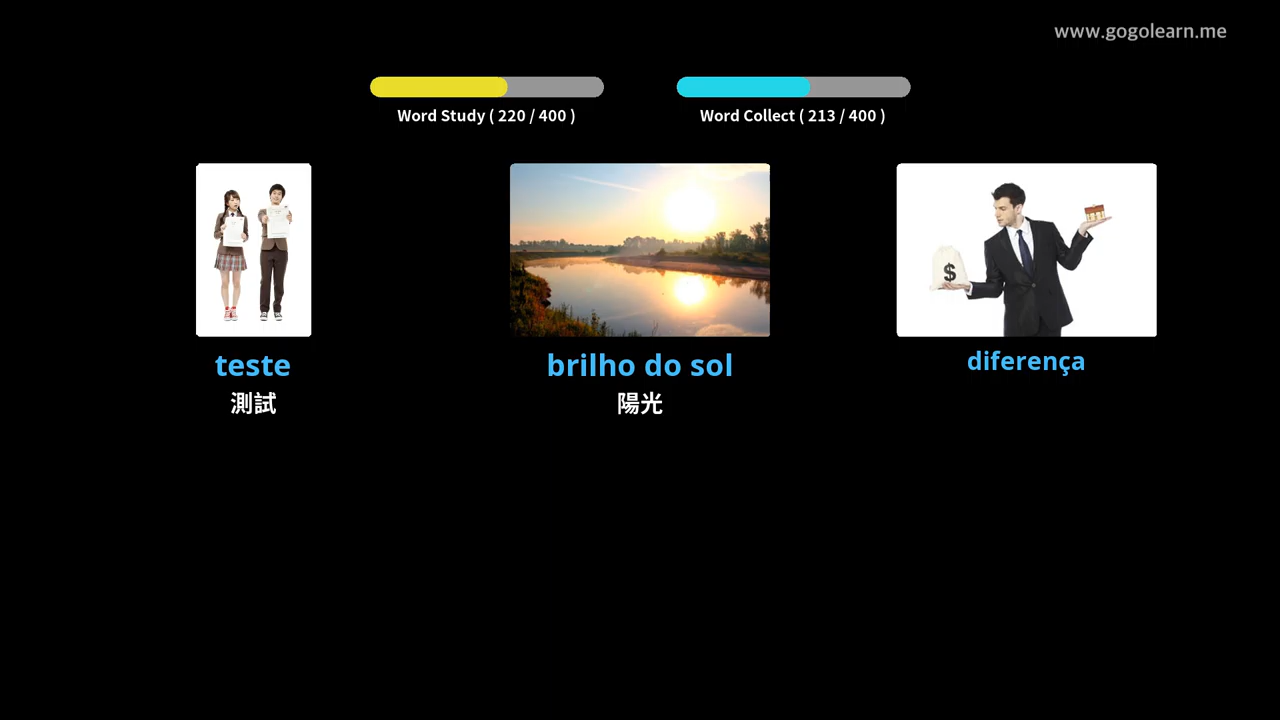 www.gogolearn.me
Word Study ( 220 / 400 )
Word Collect ( 213 / 400 )
$
teste
測試
brilho do sol
陽光
diferença